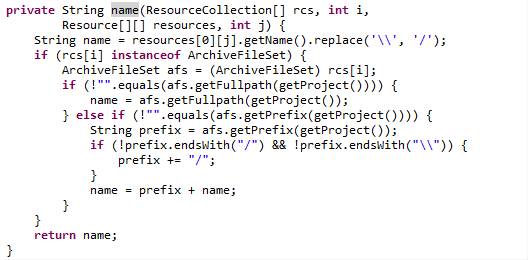 private String name(ResourceCollection[] rcs, int i,
        Resource[][] resources, int j) {
    String name = resources[0][j].getName().replace('\\', '/');
    if (rcs[i] instanceof ArchiveFileSet) {
        ArchiveFileSet afs = (ArchiveFileSet) rcs[i];
        if (!"".equals(afs.getFullpath(getProject()))) {
            name = afs.getFullpath(getProject());
        } else if (!"".equals(afs.getPrefix(getProject()))) {
            String prefix = afs.getPrefix(getProject());
            if (!prefix.endsWith("/") && !prefix.endsWith("\\")) {
                prefix += "/";
            }
            name = prefix + name;
        }
    }
    return name;
}